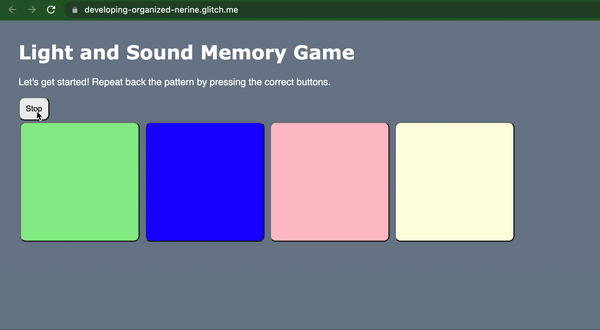 developing-organized-nerine.glitch.me
Light and Sound Memory Game
Let's get started! Repeat back the pattern by pressing the correct buttons.
Stop